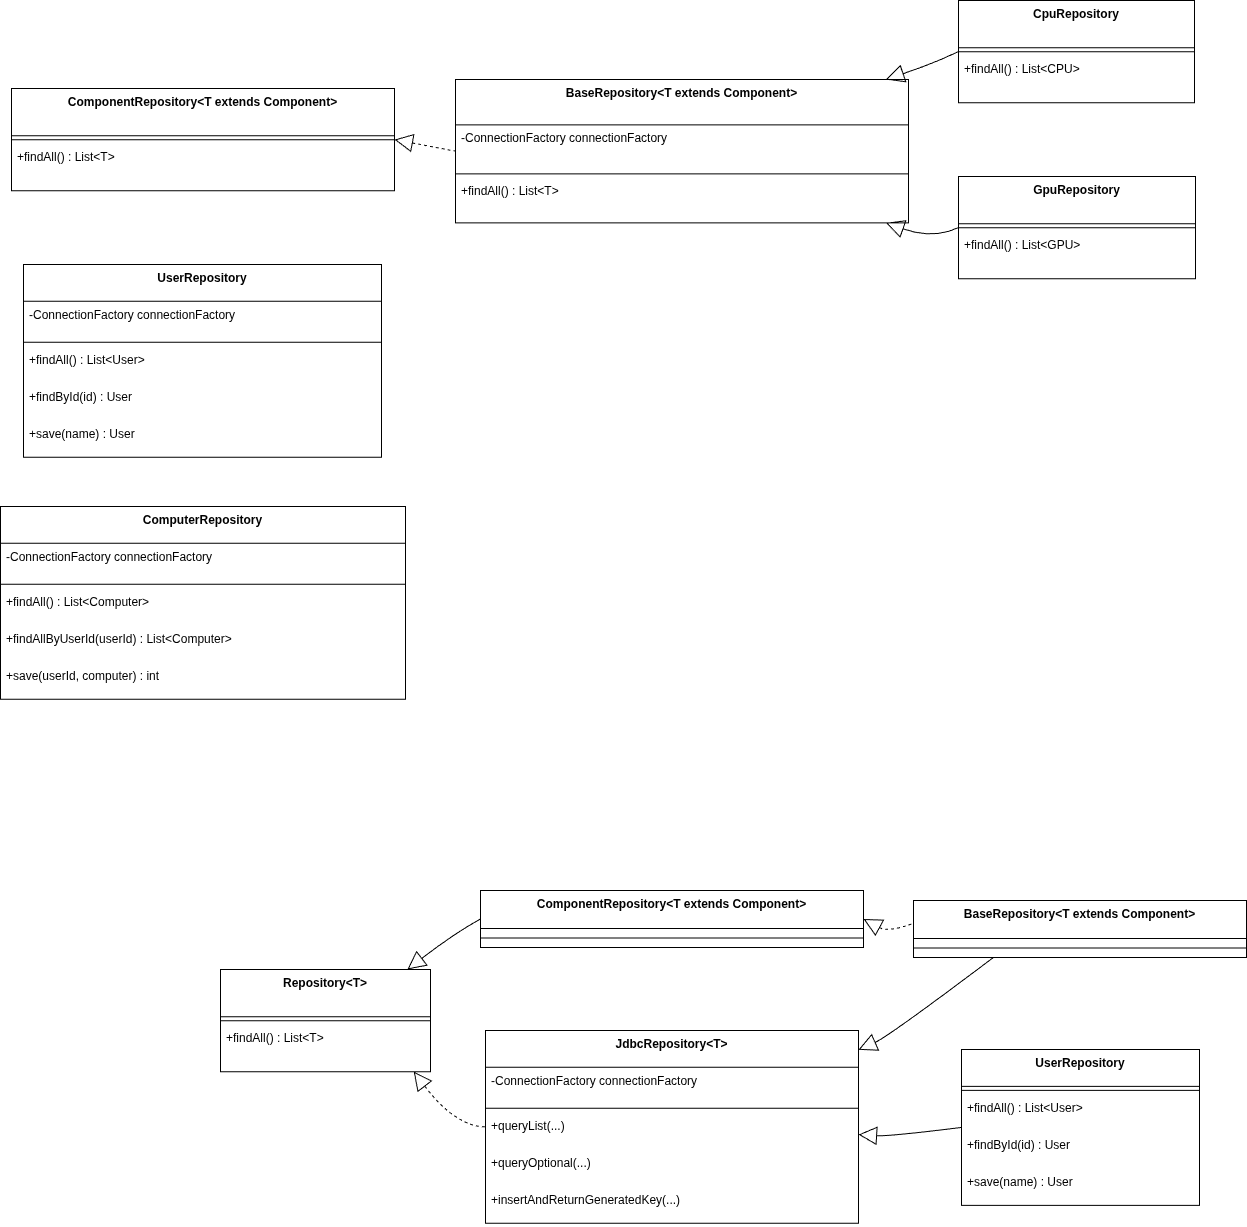 CpuRepository
+findAll() : List<CPU>
ComponentRepository<T extends Component>
+findAll() : List<T>
BaseRepository<T extends Component>
-ConnectionFactory connectionFactory
+findAll() : List<T>
GpuRepository
+findAll() : List<GPU>
UserRepository
-ConnectionFactory connectionFactory
+findAll() : List<User>
+findById(id) : User
+save(name) : User
ComputerRepository
-ConnectionFactory connectionFactory
+findAll() : List<Computer>
+findAllByUserId(userId) : List<Computer>
+save(userId, computer) : int
ComponentRepository<T extends Component>
BaseRepository<T extends Component>
Repository<T>
+findAll() : List<T>
JdbcRepository<T>
-ConnectionFactory connectionFactory
+queryList(...)
+queryOptional(...)
+insertAndReturnGeneratedKey(...)
UserRepository
+findAll() : List<User>
+findById(id) : User
+save(name) : User